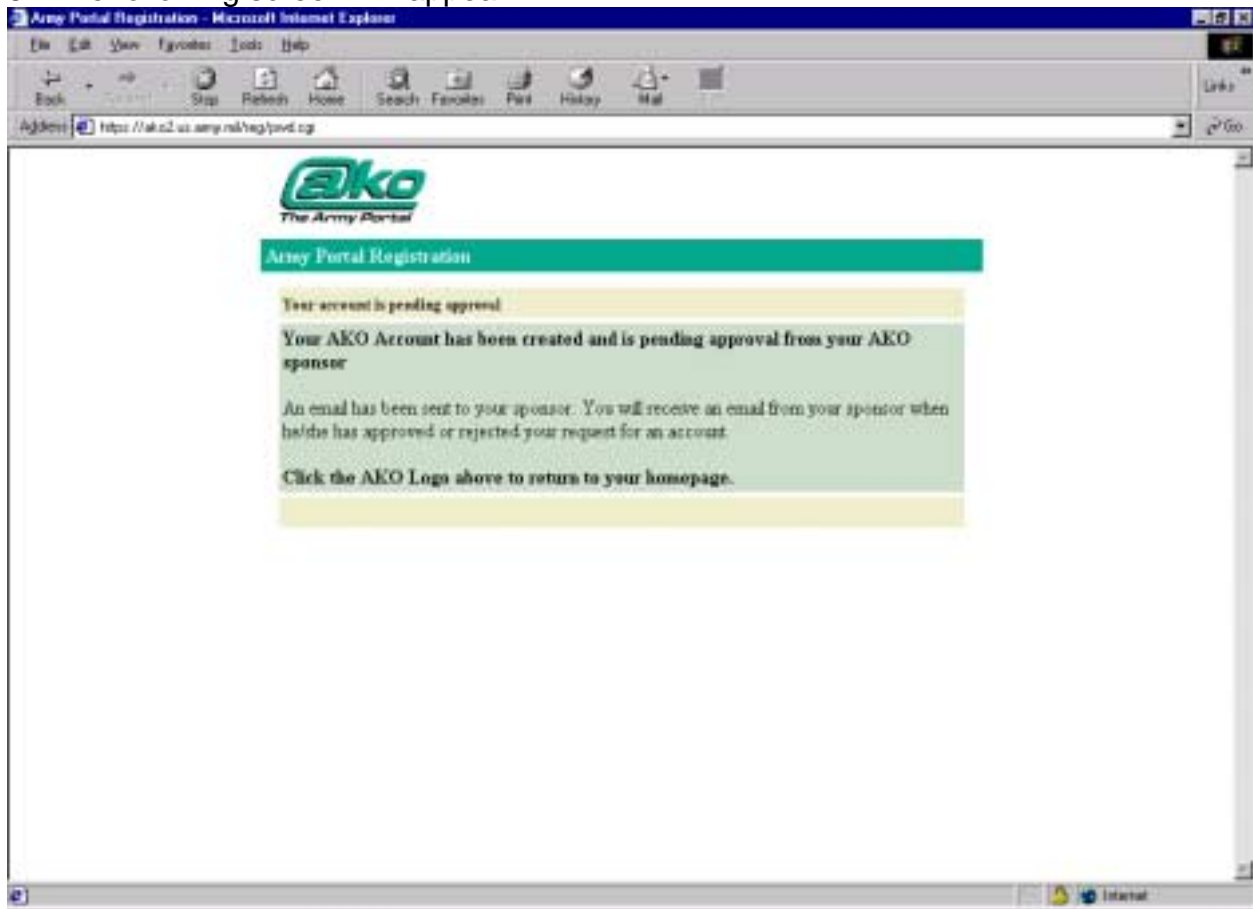 Army Portal Registration - Microsoft Internet Explorer
File Edit View Favorites Tools Help
Back Stop Refresh Home Search Favorites Print History Mail Links
Address https://ako2.us.army.mil/reg/pwd.cgi Go
@ko
The Army Portal
Army Portal Registration
Your account is pending approval
Your AKO Account has been created and is pending approval from your AKO
sponsor
An email has been sent to your sponsor. You will receive an email from your sponsor when
he/she has approved or rejected your request for an account.
Click the AKO Logo above to return to your homepage.
Internet